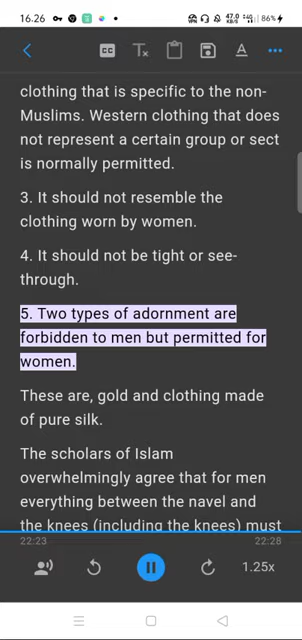 16.26
47.0
KB/S
86%
CC
clothing that is specific to the non-
Muslims. Western clothing that does
not represent a certain group or sect
is normally permitted.
3. It should not resemble the
clothing worn by women.
4. It should not be tight or see-
through.
5. Two types of adornment are
forbidden to men but permitted for
women.
These are, gold and clothing made
of pure silk.
The scholars of Islam
overwhelmingly agree that for men
everything between the navel and
the knees (including the knees) must
22:23
22:28
1.25x